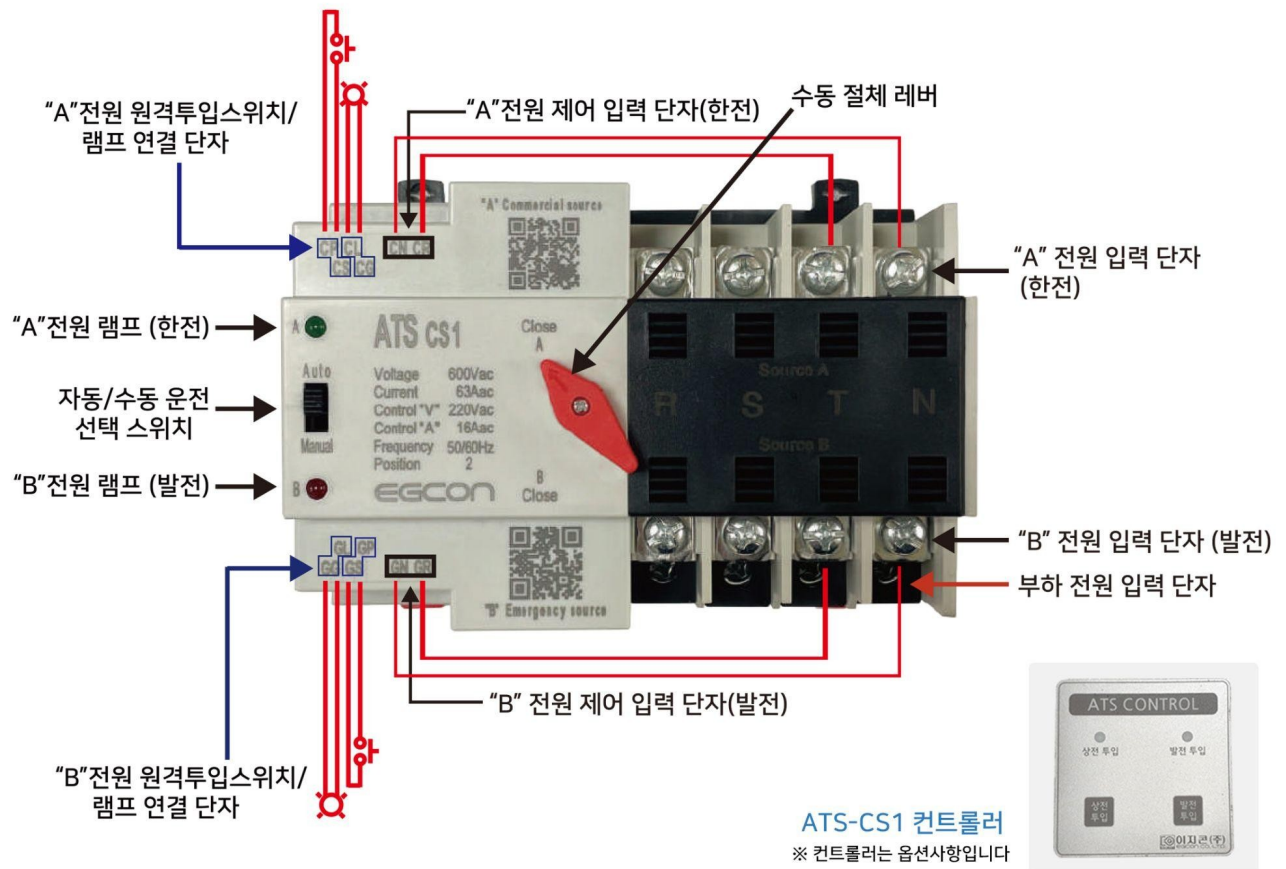 "A"전원 원격투입스위치/
램프 연결 단자
"A"전원 제어 입력 단자(한전)
수동 절체 레버
"A" Commercial source
CP CL
CS CG
CN CR
"A" 전원 입력 단자
(한전)
"A"전원 램프 (한전)
A
ATS CS1
Close
A
Auto
자동/수동 운전
선택 스위치
Manual
Voltage 600Vac
Current 63Aac
Control "V" 220Vac
Control "A" 16Aac
Frequency 50/60Hz
Position 2
Source A
R S T N
Source B
"B"전원 램프 (발전)
B
EGCON
B
Close
GL GP
GG GS
GN GR
"B" Emergency source
"B" 전원 입력 단자 (발전)
부하 전원 입력 단자
"B" 전원 제어 입력 단자(발전)
"B"전원 원격투입스위치/
램프 연결 단자
ATS CONTROL
상전 투입 발전 투입
상전
투입
발전
투입
이지콘(주)
EGCON CO.,LTD
ATS-CS1 컨트롤러
※ 컨트롤러는 옵션사항입니다